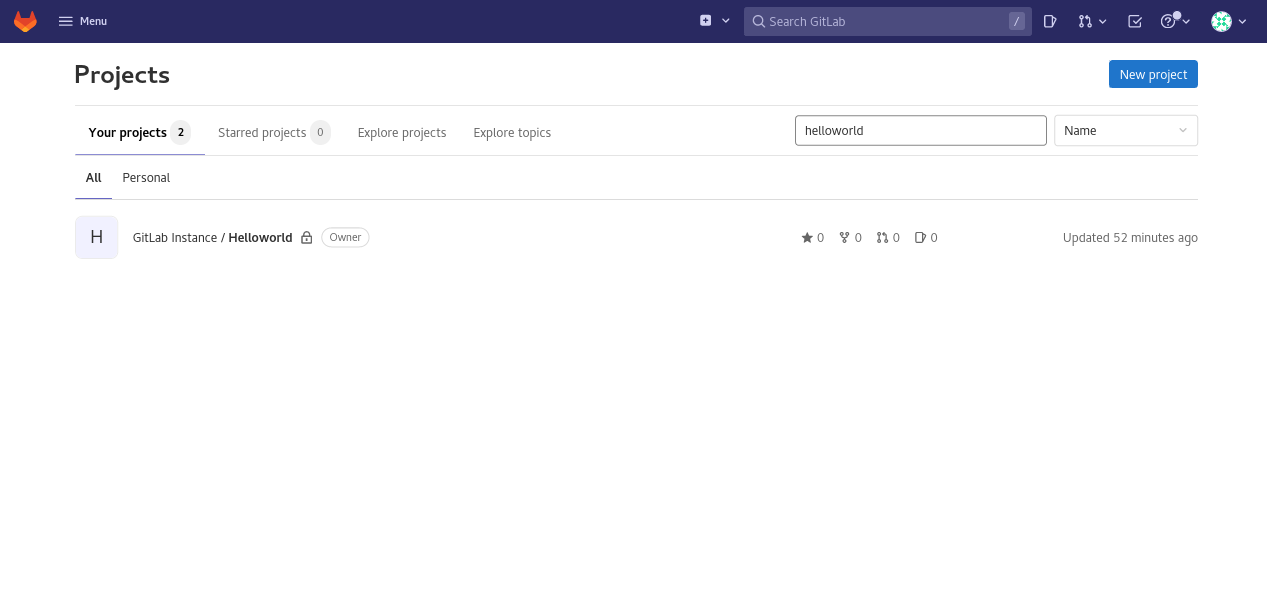 Menu
Search GitLab /
Projects
New project
Your projects 2 Starred projects 0 Explore projects Explore topics helloworld Name
All Personal
H GitLab Instance / Helloworld Owner 0 0 0 0 Updated 52 minutes ago